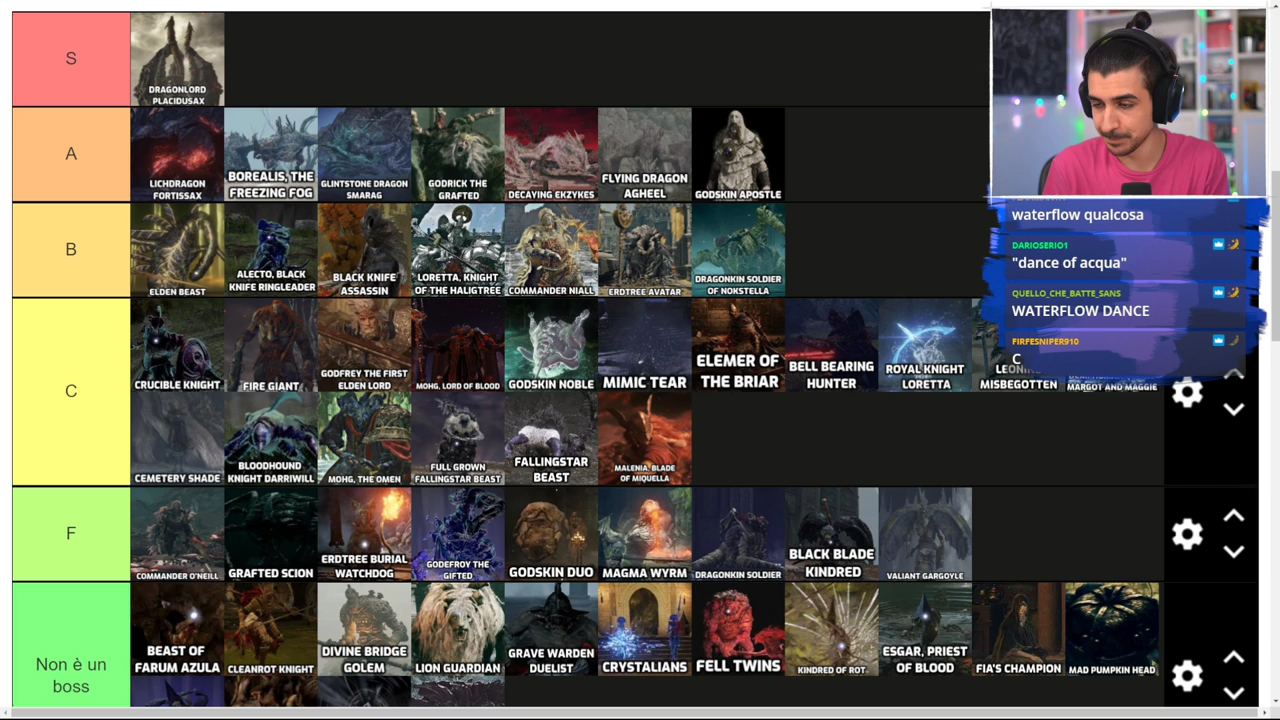 S
DRAGONLORD
PLACIDUSAX
A
LICHDRAGON
FORTISSAX
BOREALIS, THE
FREEZING FOG
GLINTSTONE DRAGON
SMARAG
GODRICK THE
GRAFTED
DECAYING EKZYKES
FLYING DRAGON
AGHEEL
GODSKIN APOSTLE
waterflow qualcosa
DARIOSERIO1
"dance of acqua"
QUELLO_CHE_BATTE_SANS
WATERFLOW DANCE
FIRFESNIPER910
C
B
ELDEN BEAST
ALECTO, BLACK
KNIFE RINGLEADER
BLACK KNIFE
ASSASSIN
LORETTA, KNIGHT
OF THE HALIGTREE
COMMANDER NIALL
ERDTREE AVATAR
DRAGONKIN SOLDIER
OF NOKSTELLA
C
CRUCIBLE KNIGHT
FIRE GIANT
GODFREY THE FIRST
ELDEN LORD
MOHG, LORD OF BLOOD
GODSKIN NOBLE
MIMIC TEAR
ELEMER OF
THE BRIAR
BELL BEARING
HUNTER
ROYAL KNIGHT
LORETTA
MISBEGOTTEN
MARGOT AND MAGGIE
CEMETERY SHADE
BLOODHOUND
KNIGHT DARRIWILL
MOHG, THE OMEN
FULL GROWN
FALLINGSTAR BEAST
FALLINGSTAR
BEAST
MALENIA, BLADE
OF MIQUELLA
F
COMMANDER O'NEILL
GRAFTED SCION
ERDTREE BURIAL
WATCHDOG
GODEFROY THE
GIFTED
GODSKIN DUO
MAGMA WYRM
DRAGONKIN SOLDIER
BLACK BLADE
KINDRED
VALIANT GARGOYLE
Non è un
boss
BEAST OF
FARUM AZULA
CLEANROT KNIGHT
DIVINE BRIDGE
GOLEM
LION GUARDIAN
GRAVE WARDEN
DUELIST
CRYSTALIANS
FELL TWINS
KINDRED OF ROT
ESGAR, PRIEST
OF BLOOD
FIA'S CHAMPION
MAD PUMPKIN HEAD